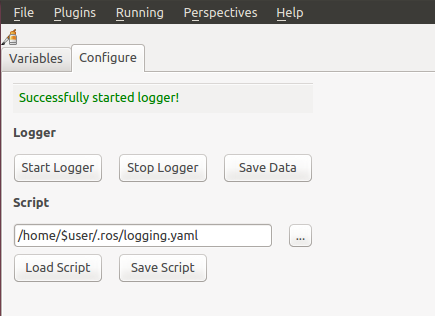 File Plugins Running Perspectives Help
Variables Configure
Successfully started logger!
Logger
Start Logger Stop Logger Save Data
Script
/home/$user/.ros/logging.yaml ...
Load Script Save Script